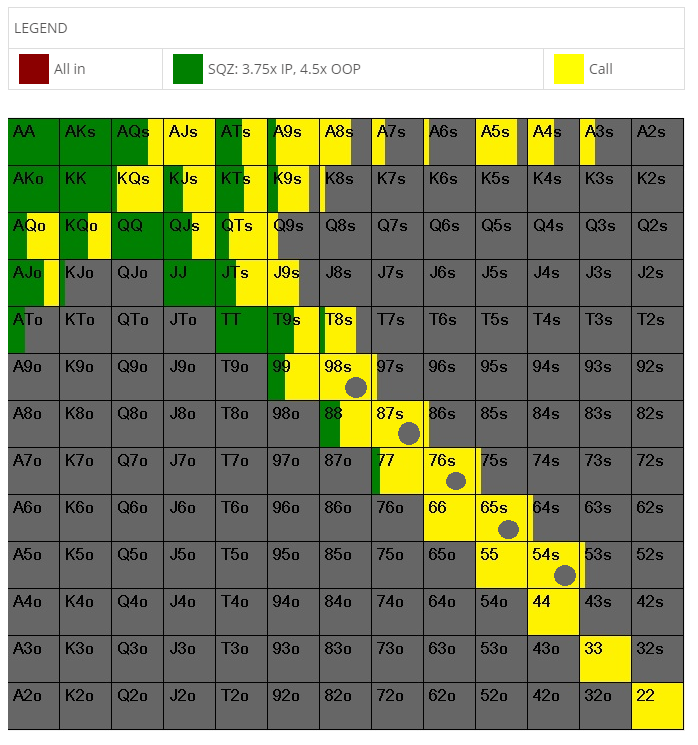 LEGEND
All in SQZ: 3.75x IP, 4.5x OOP Call
AA AKs AQs AJs ATs A9s A8s A7s A6s A5s A4s A3s A2s
AKo KK KQs KJs KTs K9s K8s K7s K6s K5s K4s K3s K2s
AQo KQo QQ QJs QTs Q9s Q8s Q7s Q6s Q5s Q4s Q3s Q2s
AJo KJo QJo JJ JTs J9s J8s J7s J6s J5s J4s J3s J2s
ATo KTo QTo JTo TT T9s T8s T7s T6s T5s T4s T3s T2s
A9o K9o Q9o J9o T9o 99 98s 97s 96s 95s 94s 93s 92s
A8o K8o Q8o J8o T8o 98o 88 87s 86s 85s 84s 83s 82s
A7o K7o Q7o J7o T7o 97o 87o 77 76s 75s 74s 73s 72s
A6o K6o Q6o J6o T6o 96o 86o 76o 66 65s 64s 63s 62s
A5o K5o Q5o J5o T5o 95o 85o 75o 65o 55 54s 53s 52s
A4o K4o Q4o J4o T4o 94o 84o 74o 64o 54o 44 43s 42s
A3o K3o Q3o J3o T3o 93o 83o 73o 63o 53o 43o 33 32s
A2o K2o Q2o J2o T2o 92o 82o 72o 62o 52o 42o 32o 22